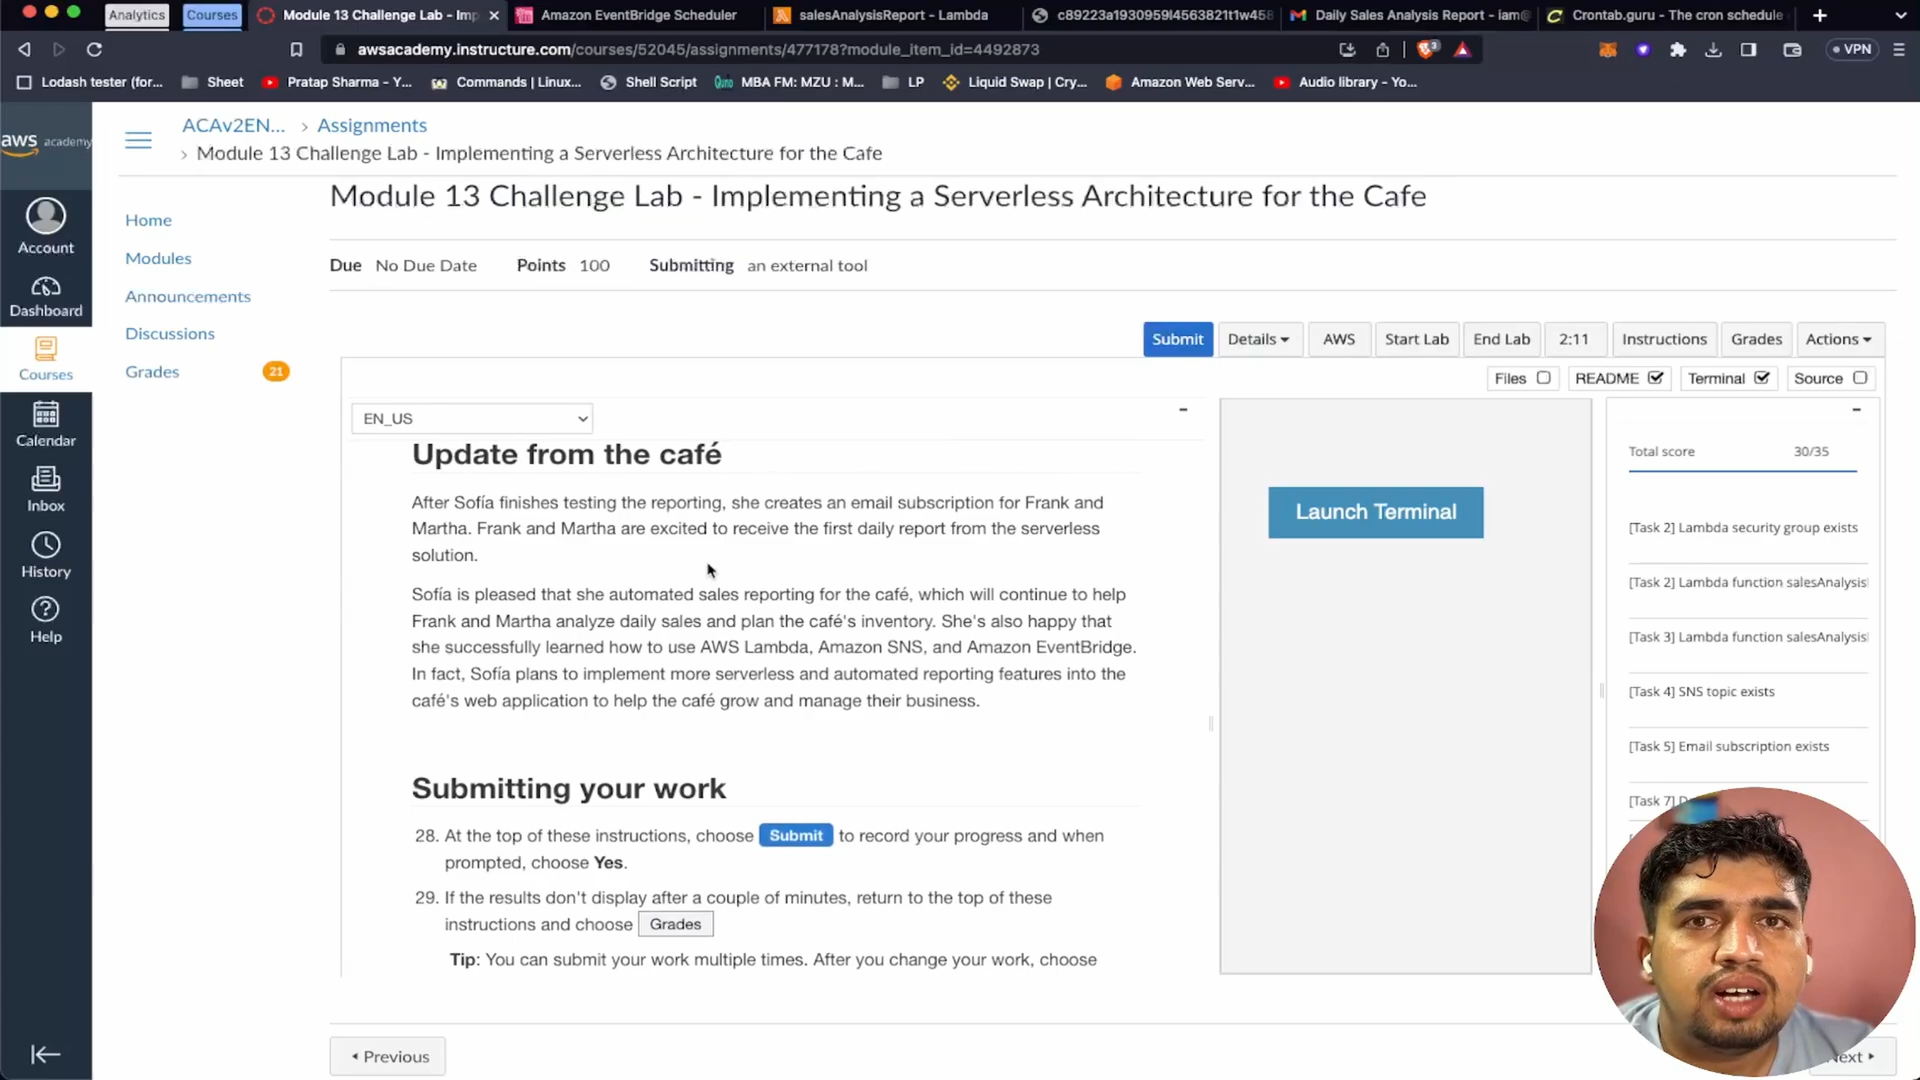 Analytics
Courses
Module 13 Challenge Lab - Imp
Amazon EventBridge Scheduler
salesAnalysisReport - Lambda
c89223a1930959l4563821t1w458
Daily Sales Analysis Report - iam@
Crontab.guru - The cron schedule
awsacademy.instructure.com/courses/52045/assignments/477178?module_item_id=4492873
VPN
Lodash tester (for...
Sheet
Pratap Sharma - Y...
Commands | Linux...
Shell Script
MBA FM: MZU : M...
LP
Liquid Swap | Cry...
Amazon Web Serv...
Audio library - Yo...
aws academy
Account
Dashboard
Courses
Calendar
Inbox
History
Help
ACAv2EN... > Assignments
> Module 13 Challenge Lab - Implementing a Serverless Architecture for the Cafe
Home
Modules
Announcements
Discussions
Grades 21
Module 13 Challenge Lab - Implementing a Serverless Architecture for the Cafe
Due No Due Date Points 100 Submitting an external tool
Submit Details AWS Start Lab End Lab 2:11 Instructions Grades Actions
Files README Terminal Source
EN_US
Update from the café
After Sofía finishes testing the reporting, she creates an email subscription for Frank and
Martha. Frank and Martha are excited to receive the first daily report from the serverless
solution.
Sofía is pleased that she automated sales reporting for the café, which will continue to help
Frank and Martha analyze daily sales and plan the café's inventory. She's also happy that
she successfully learned how to use AWS Lambda, Amazon SNS, and Amazon EventBridge.
In fact, Sofía plans to implement more serverless and automated reporting features into the
café's web application to help the café grow and manage their business.
Submitting your work
28. At the top of these instructions, choose Submit to record your progress and when
prompted, choose Yes.
29. If the results don't display after a couple of minutes, return to the top of these
instructions and choose Grades
Tip: You can submit your work multiple times. After you change your work, choose
Launch Terminal
Total score 30/35
[Task 2] Lambda security group exists
[Task 2] Lambda function salesAnalysis
[Task 3] Lambda function salesAnalysis
[Task 4] SNS topic exists
[Task 5] Email subscription exists
[Task 7]
Previous